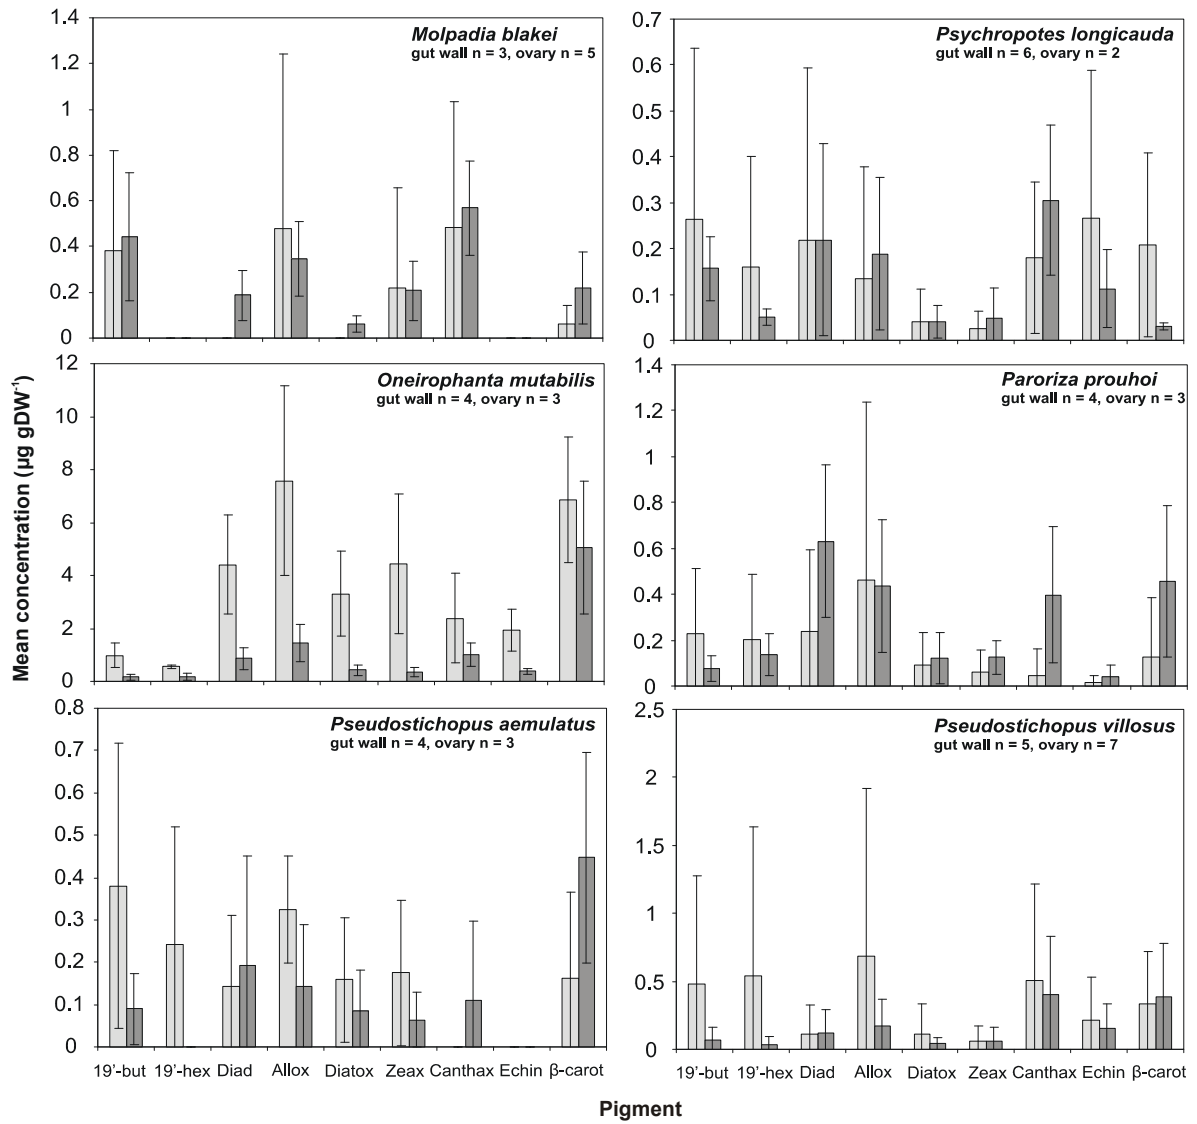 Mean concentration (µg gDW⁻¹)
Molpadia blakei
gut wall n = 3, ovary n = 5
1.4
1.2
1
0.8
0.6
0.4
0.2
0
Psychropotes longicauda
gut wall n = 6, ovary n = 2
0.7
0.6
0.5
0.4
0.3
0.2
0.1
0
Oneirophanta mutabilis
gut wall n = 4, ovary n = 3
12
10
8
6
4
2
0
Paroriza prouhoi
gut wall n = 4, ovary n = 3
1.4
1.2
1
0.8
0.6
0.4
0.2
0
Pseudostichopus aemulatus
gut wall n = 4, ovary n = 3
0.8
0.7
0.6
0.5
0.4
0.3
0.2
0.1
0
19'-but 19'-hex Diad Allox Diatox Zeax Canthax Echin β-carot
Pseudostichopus villosus
gut wall n = 5, ovary n = 7
2.5
2
1.5
1
0.5
0
19'-but 19'-hex Diad Allox Diatox Zeax Canthax Echin β-carot
Pigment